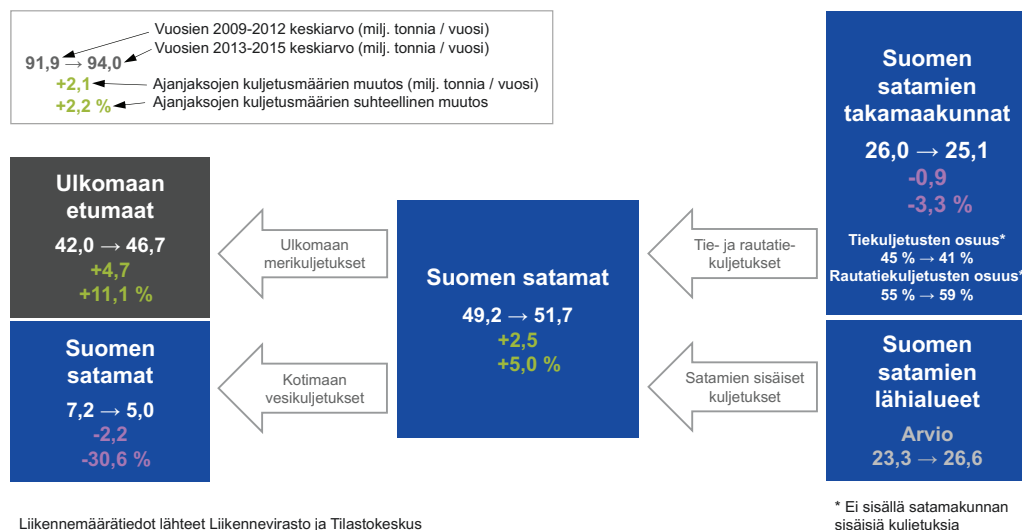 Vuosien 2009-2012 keskiarvo (milj. tonnia / vuosi)
Vuosien 2013-2015 keskiarvo (milj. tonnia / vuosi)
91,9 → 94,0
+2,1
Ajanjaksojen kuljetusmäärien muutos (milj. tonnia / vuosi)
+2,2 %
Ajanjaksojen kuljetusmäärien suhteellinen muutos
Ulkomaan
etumaat
42,0 → 46,7
+4,7
+11,1 %
Suomen
satamat
7,2 → 5,0
-2,2
-30,6 %
Ulkomaan
merikuljetukset
Kotimaan
vesikuljetukset
Suomen satamat
49,2 → 51,7
+2,5
+5,0 %
Tie- ja rautatie-
kuljetukset
Satamien sisäiset
kuljetukset
Suomen
satamien
takamaakunnat
26,0 → 25,1
-0,9
-3,3 %
Tiekuljetusten osuus*
45 % → 41 %
Rautatiekuljetusten osuus*
55 % → 59 %
Suomen
satamien
lähialueet
Arvio
23,3 → 26,6
Liikennemäärätiedot lähteet Liikennevirasto ja Tilastokeskus
* Ei sisällä satamakunnan
sisäisiä kuljetuksia